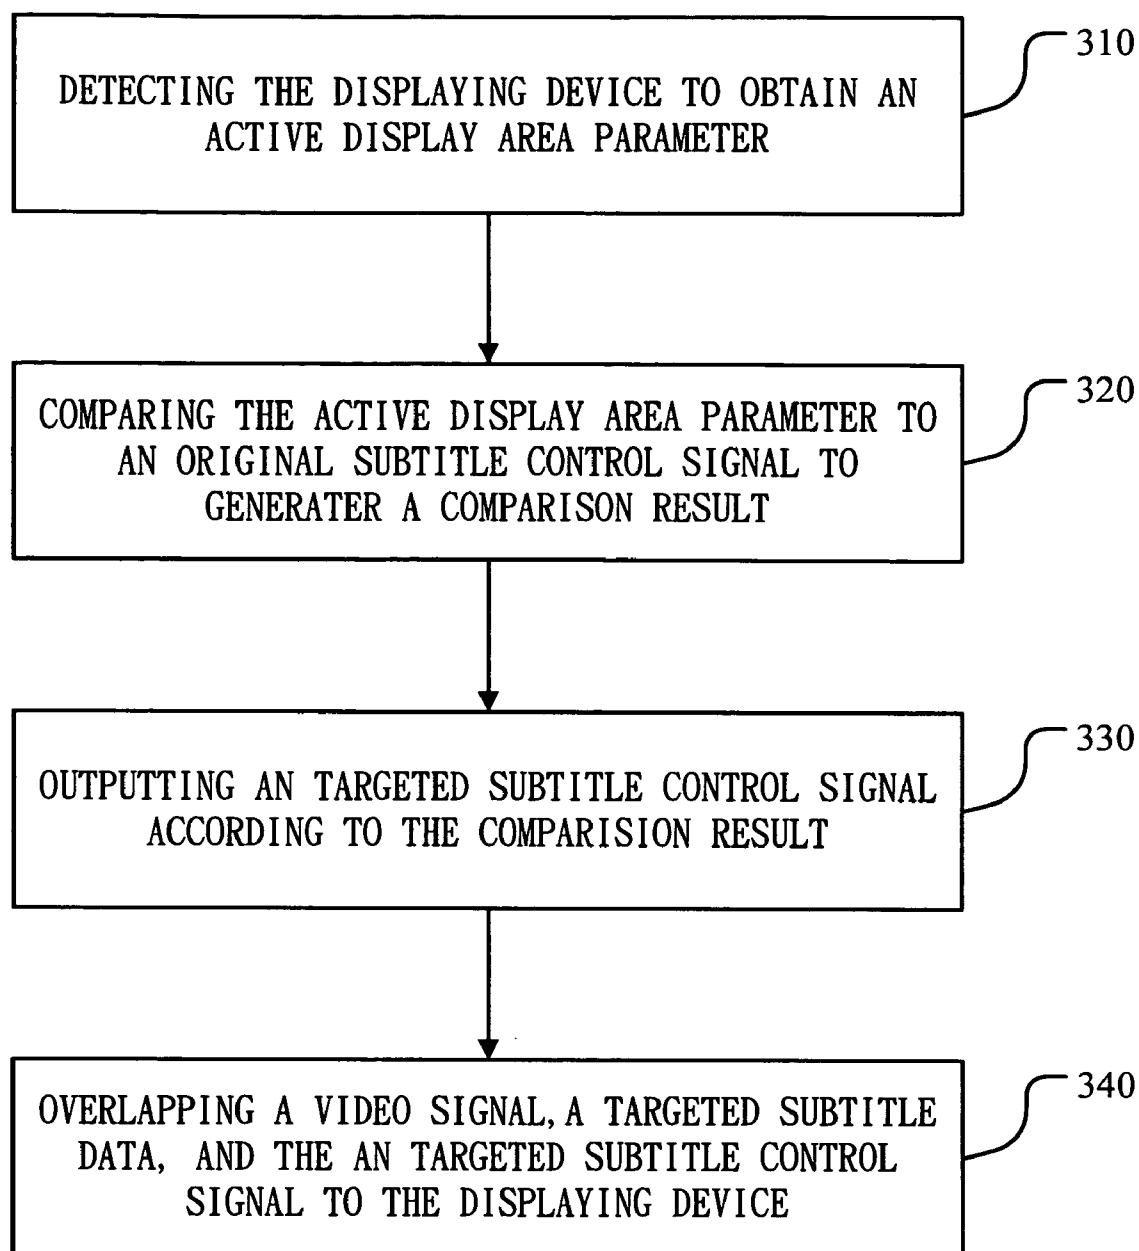 310
DETECTING THE DISPLAYING DEVICE TO OBTAIN AN
ACTIVE DISPLAY AREA PARAMETER
320
COMPARING THE ACTIVE DISPLAY AREA PARAMETER TO
AN ORIGINAL SUBTITLE CONTROL SIGNAL TO
GENERATER A COMPARISON RESULT
330
OUTPUTTING AN TARGETED SUBTITLE CONTROL SIGNAL
ACCORDING TO THE COMPARISION RESULT
340
OVERLAPPING A VIDEO SIGNAL, A TARGETED SUBTITLE
DATA, AND THE AN TARGETED SUBTITLE CONTROL
SIGNAL TO THE DISPLAYING DEVICE